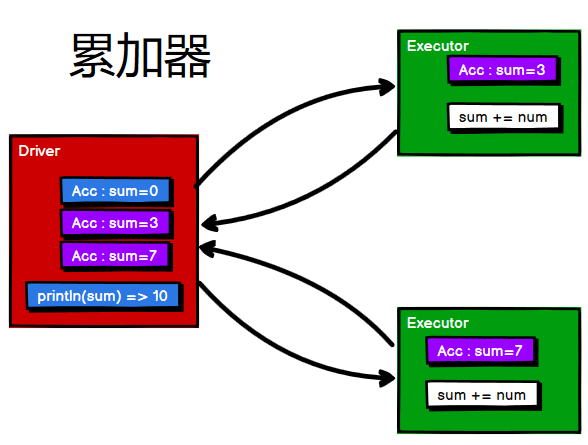 累加器
Driver
Acc : sum=0
Acc : sum=3
Acc : sum=7
println(sum) => 10
Executor
Acc : sum=3
sum += num
Executor
Acc : sum=7
sum += num